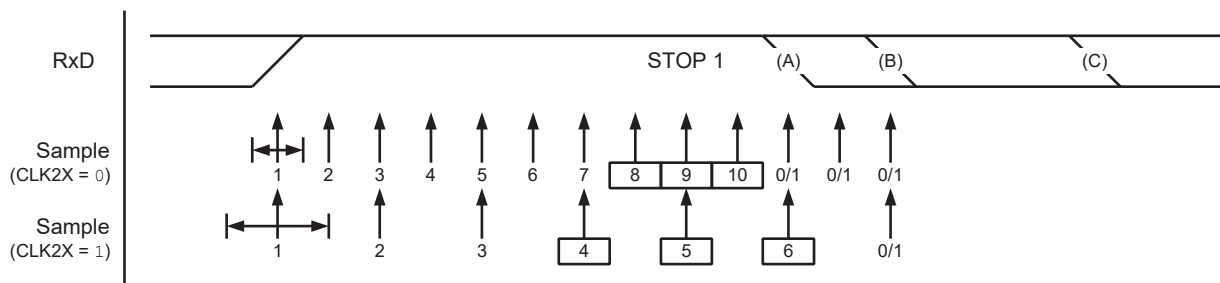 RxD STOP 1 (A) (B) (C)
Sample
(CLK2X = 0)
1 2 3 4 5 6 7 8 9 10 0/1 0/1 0/1
Sample
(CLK2X = 1)
1 2 3 4 5 6 0/1